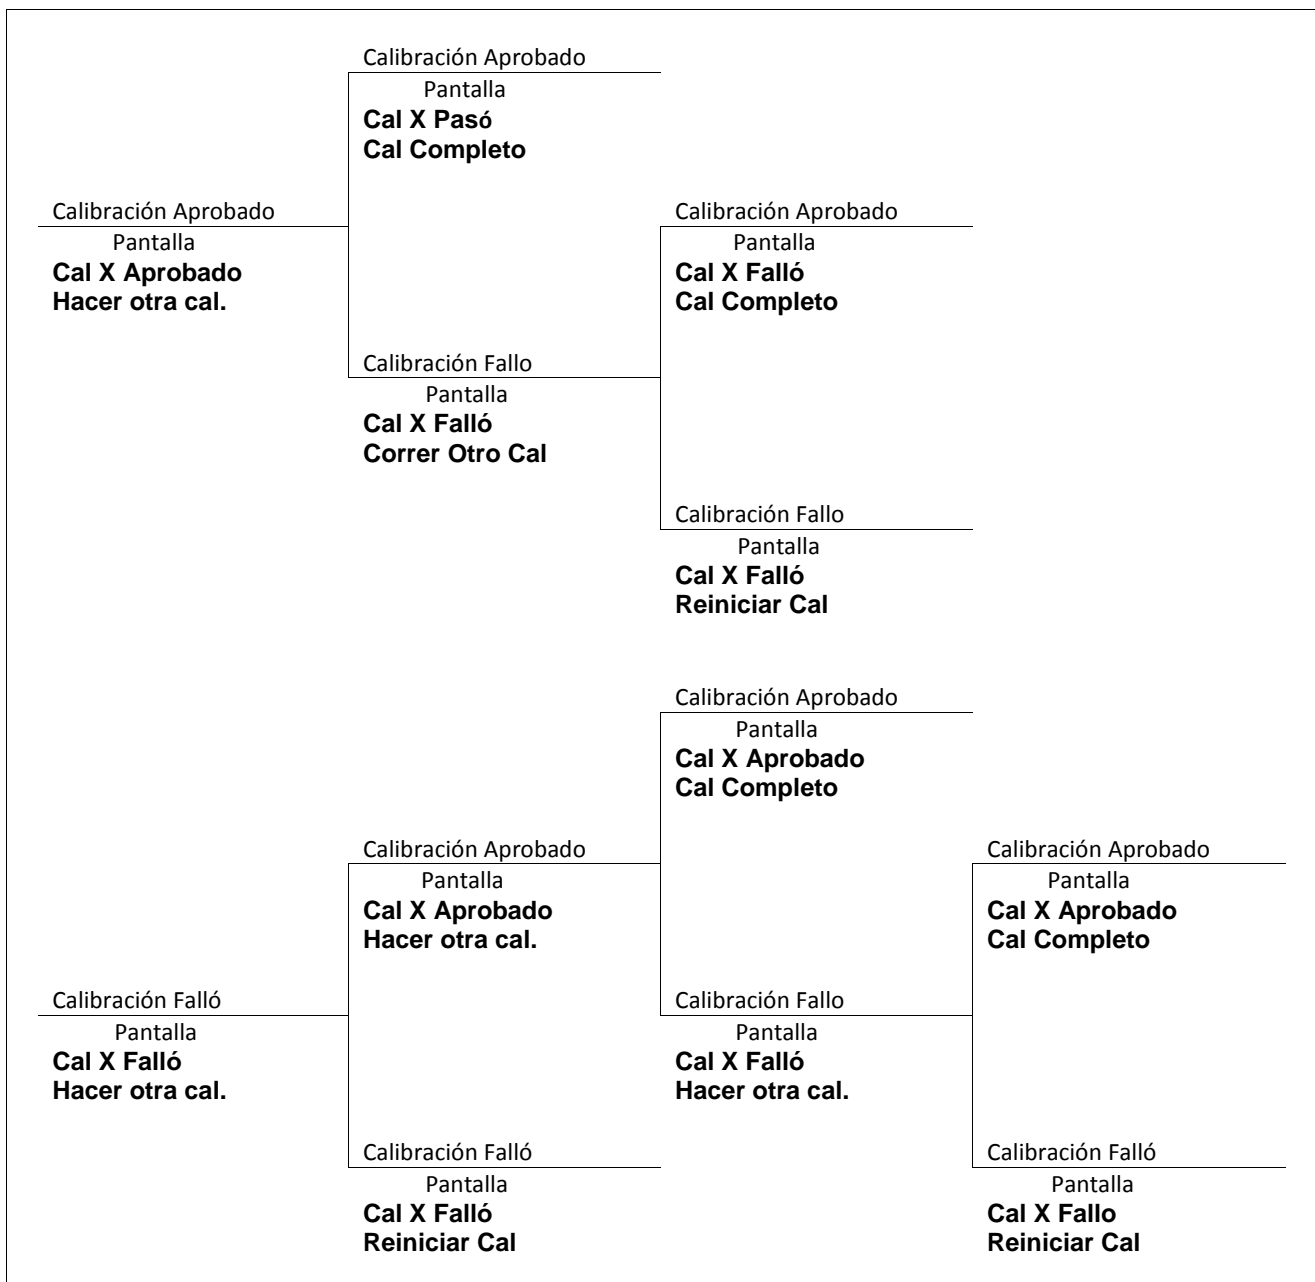 Calibración Aprobado
Pantalla
Cal X Pasó
Cal Completo
Calibración Aprobado
Pantalla
Cal X Aprobado
Hacer otra cal.
Calibración Aprobado
Pantalla
Cal X Falló
Cal Completo
Calibración Fallo
Pantalla
Cal X Falló
Correr Otro Cal
Calibración Fallo
Pantalla
Cal X Falló
Reiniciar Cal
Calibración Aprobado
Pantalla
Cal X Aprobado
Cal Completo
Calibración Aprobado
Pantalla
Cal X Aprobado
Hacer otra cal.
Calibración Aprobado
Pantalla
Cal X Aprobado
Cal Completo
Calibración Falló
Pantalla
Cal X Falló
Hacer otra cal.
Calibración Fallo
Pantalla
Cal X Falló
Hacer otra cal.
Calibración Falló
Pantalla
Cal X Falló
Reiniciar Cal
Calibración Falló
Pantalla
Cal X Fallo
Reiniciar Cal